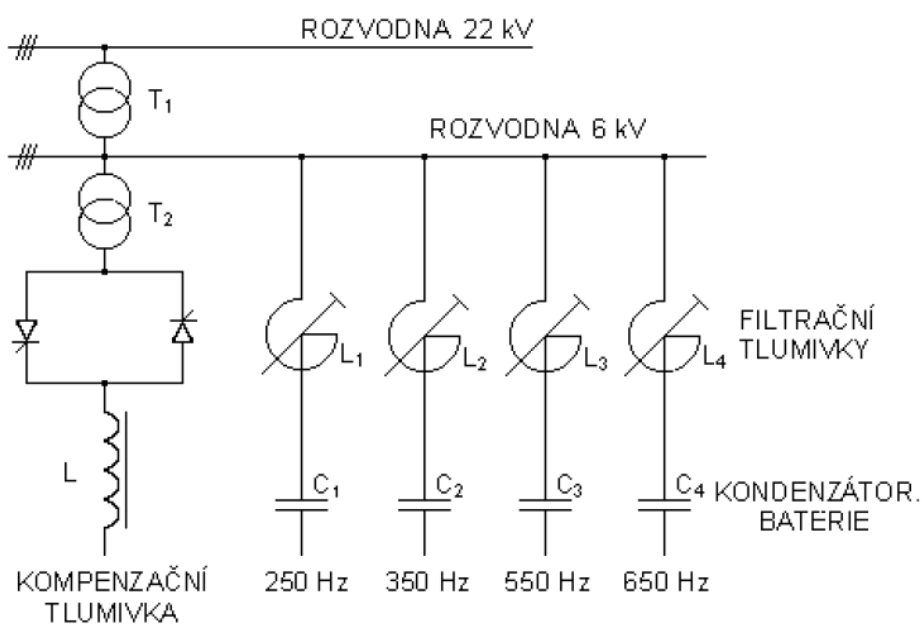 ROZVODNA 22 kV
T1
ROZVODNA 6 kV
T2
L1
L2
L3
L4
FILTRAČNÍ
TLUMIVKY
L
C1
C2
C3
C4
KONDENZÁTOR.
BATERIE
KOMPENZAČNÍ
TLUMIVKA
250 Hz
350 Hz
550 Hz
650 Hz